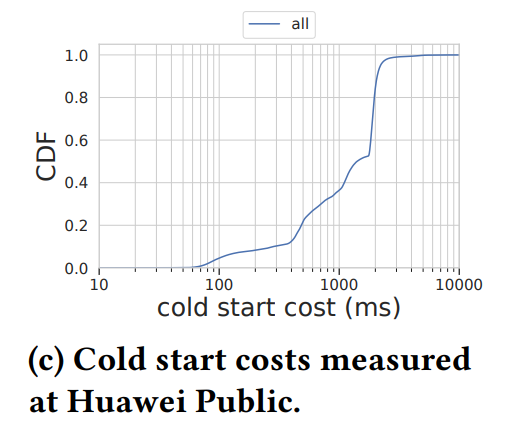 all
1.0
0.8
0.6
0.4
0.2
0.0
CDF
10 100 1000 10000
cold start cost (ms)
(c) Cold start costs measured
at Huawei Public.